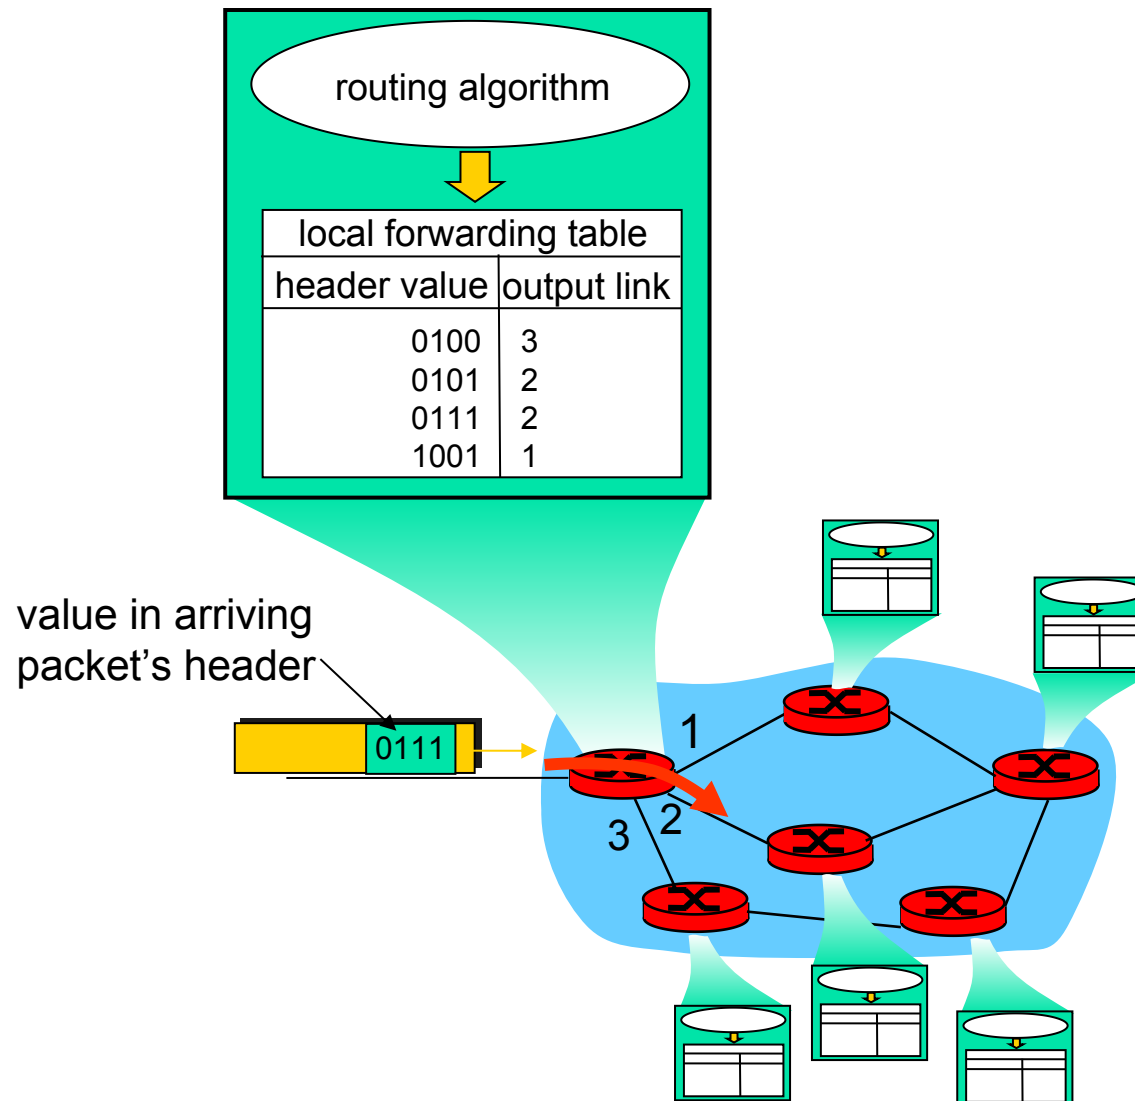 routing algorithm
local forwarding table
header value output link
0100 3
0101 2
0111 2
1001 1
value in arriving
packet’s header
0111
1
2
3